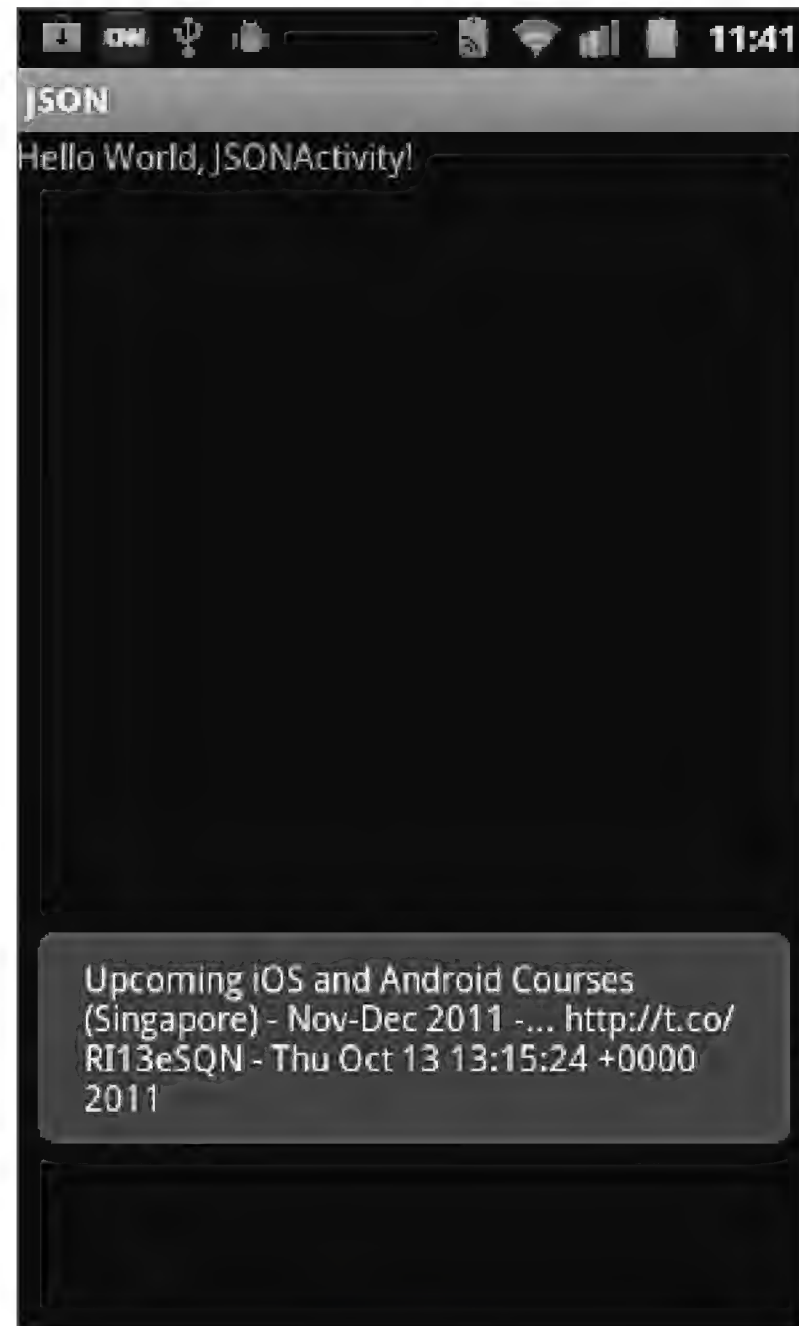 11:41
JSON
Hello World, JSONActivity!
Upcoming iOS and Android Courses
(Singapore) - Nov-Dec 2011 -... http://t.co/
RI13eSQN - Thu Oct 13 13:15:24 +0000
2011